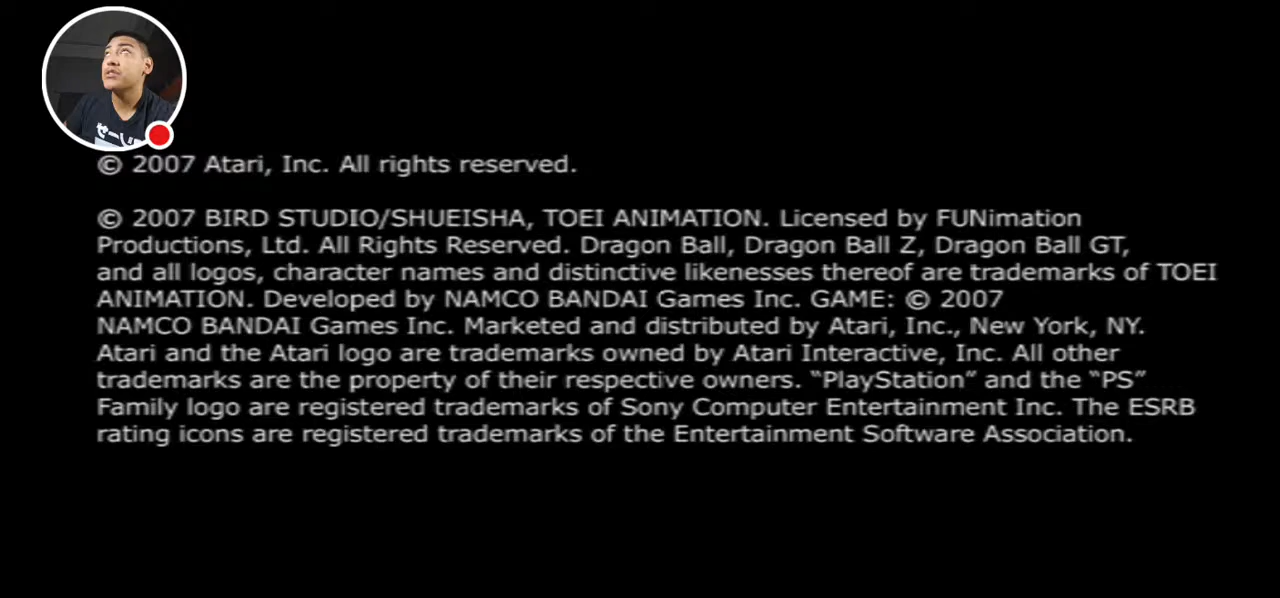 © 2007 Atari, Inc. All rights reserved.
© 2007 BIRD STUDIO/SHUEISHA, TOEI ANIMATION. Licensed by FUNimation
Productions, Ltd. All Rights Reserved. Dragon Ball, Dragon Ball Z, Dragon Ball GT,
and all logos, character names and distinctive likenesses thereof are trademarks of TOEI
ANIMATION. Developed by NAMCO BANDAI Games Inc. GAME: © 2007
NAMCO BANDAI Games Inc. Marketed and distributed by Atari, Inc., New York, NY.
Atari and the Atari logo are trademarks owned by Atari Interactive, Inc. All other
trademarks are the property of their respective owners. “PlayStation” and the “PS”
Family logo are registered trademarks of Sony Computer Entertainment Inc. The ESRB
rating icons are registered trademarks of the Entertainment Software Association.